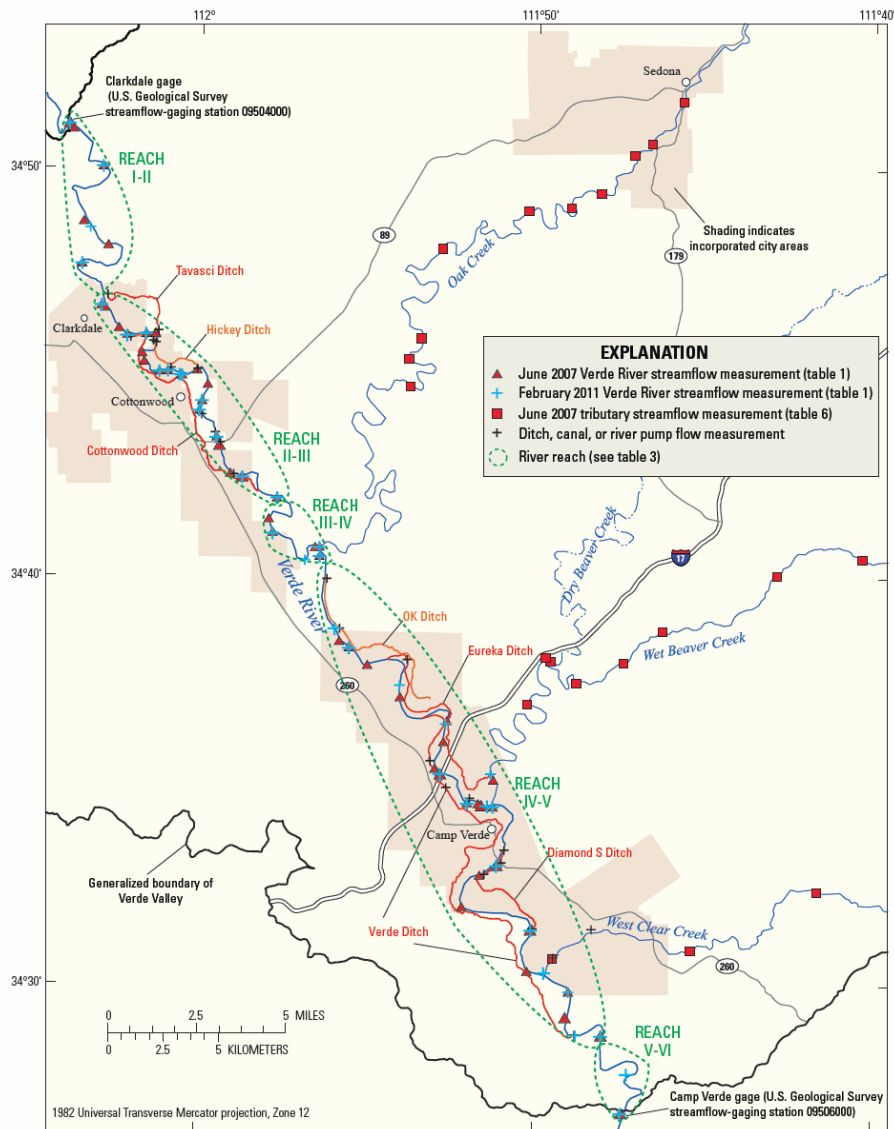 112°
111°50'
111°40'
Sedona
Clarkdale gage
(U.S. Geological Survey
streamflow-gaging station 09504000)
REACH
I-II
34°50'
Shading indicates
incorporated city areas
89
179
Oak Creek
Tavasci Ditch
Clarkdale
Hickey Ditch
EXPLANATION
June 2007 Verde River streamflow measurement (table 1)
February 2011 Verde River streamflow measurement (table 1)
June 2007 tributary streamflow measurement (table 6)
Ditch, canal, or river pump flow measurement
River reach (see table 3)
Cottonwood
Cottonwood Ditch
REACH
II-III
REACH
III-IV
Dry Beaver Creek
17
34°40'
Verde River
OK Ditch
Wet Beaver Creek
Eureka Ditch
260
REACH
IV-V
Camp Verde
Diamond S Ditch
Generalized boundary of
Verde Valley
Verde Ditch
West Clear Creek
260
34°30'
0 2.5 5 MILES
0 2.5 5 KILOMETERS
REACH
V-VI
Camp Verde gage (U.S. Geological Survey
streamflow-gaging station 09506000)
1982 Universal Transverse Mercator projection, Zone 12